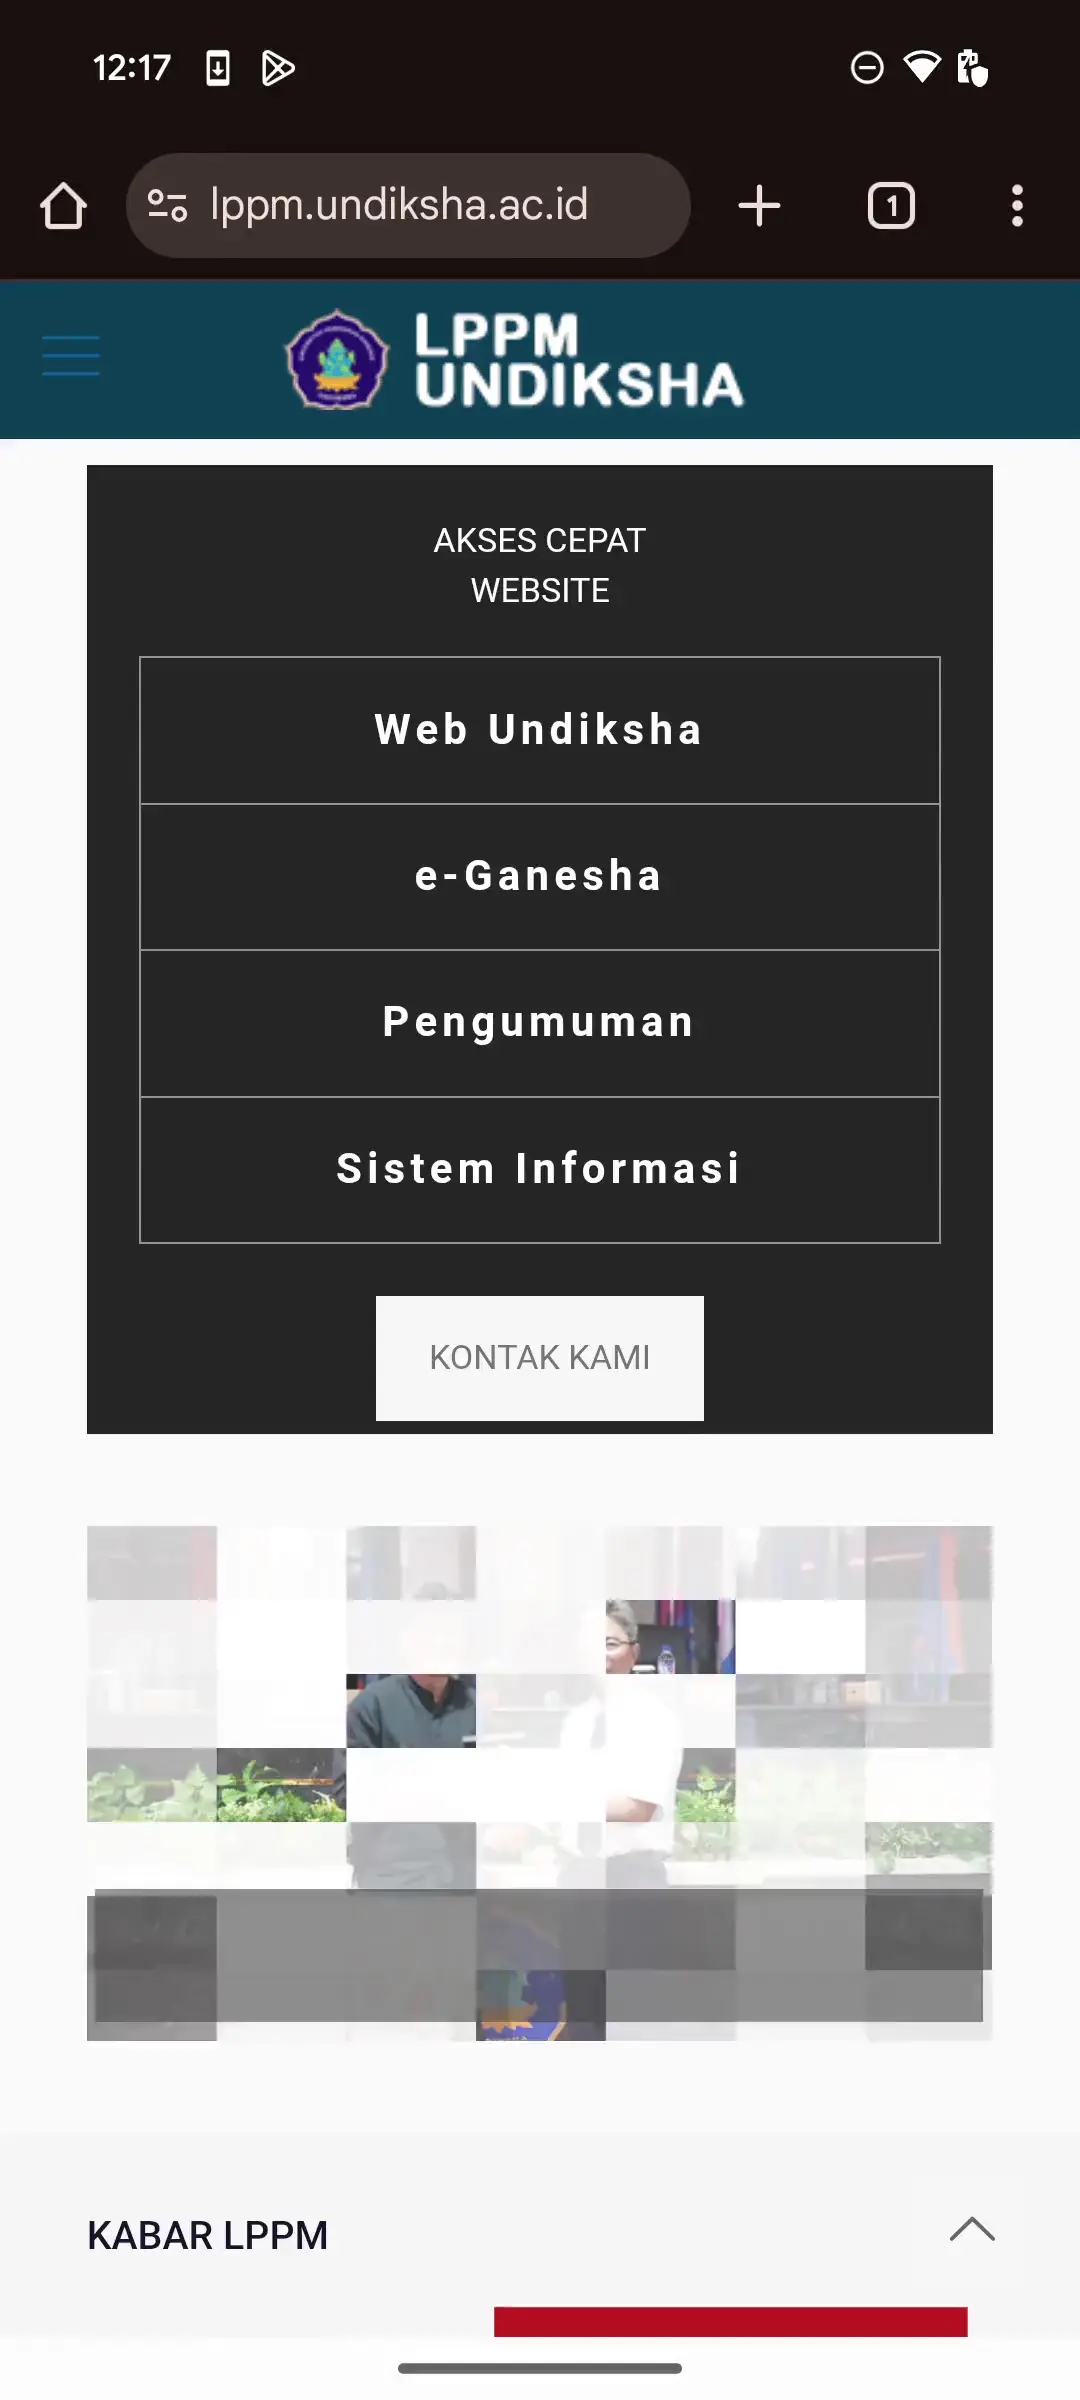 12:17
lppm.undiksha.ac.id
1
LPPM
UNDIKSHA
AKSES CEPAT
WEBSITE
Web Undiksha
e-Ganesha
Pengumuman
Sistem Informasi
KONTAK KAMI
KABAR LPPM